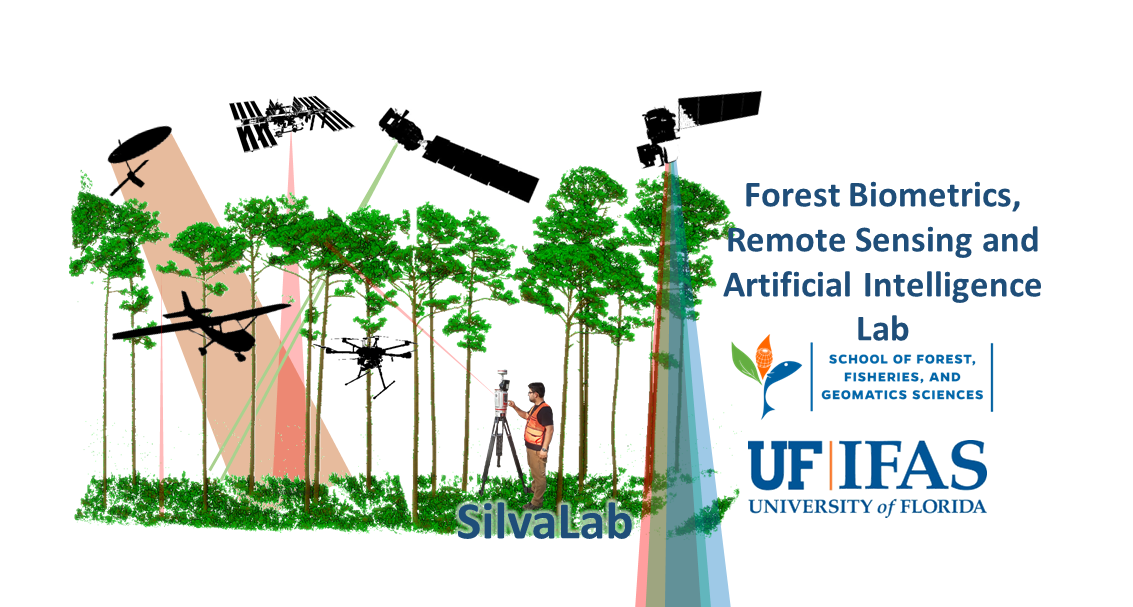 Forest Biometrics,
Remote Sensing and
Artificial Intelligence
Lab
SCHOOL OF FOREST,
FISHERIES, AND
GEOMATICS SCIENCES
UF|IFAS
UNIVERSITY of FLORIDA
SilvaLab